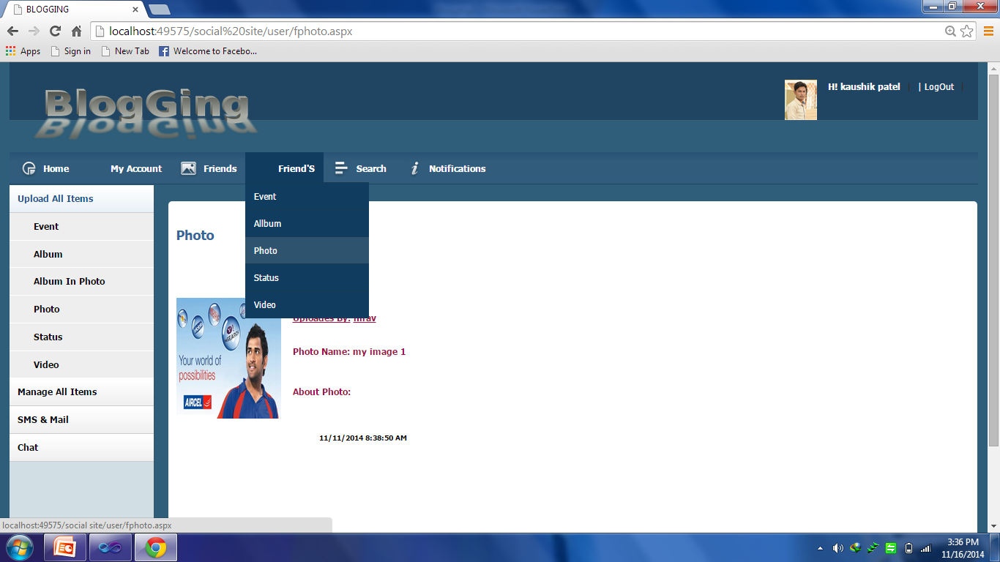 BLOGGING
localhost:49575/social%20site/user/fphoto.aspx
Apps Sign in New Tab Welcome to Facebo...
BlogGing
H! kaushik patel | LogOut
Home My Account Friends Friend'S Search Notifications
Upload All Items
Event
Album
Album In Photo
Photo
Status
Video
Manage All Items
SMS & Mail
Chat
Event
Allbum
Photo
Status
Video
Photo
SEARCH
Your world of
possibilities
AIRCEL
Uploades By:
Photo Name: my image 1
About Photo:
11/11/2014 8:38:50 AM
localhost:49575/social site/user/fphoto.aspx
3:36 PM
11/16/2014